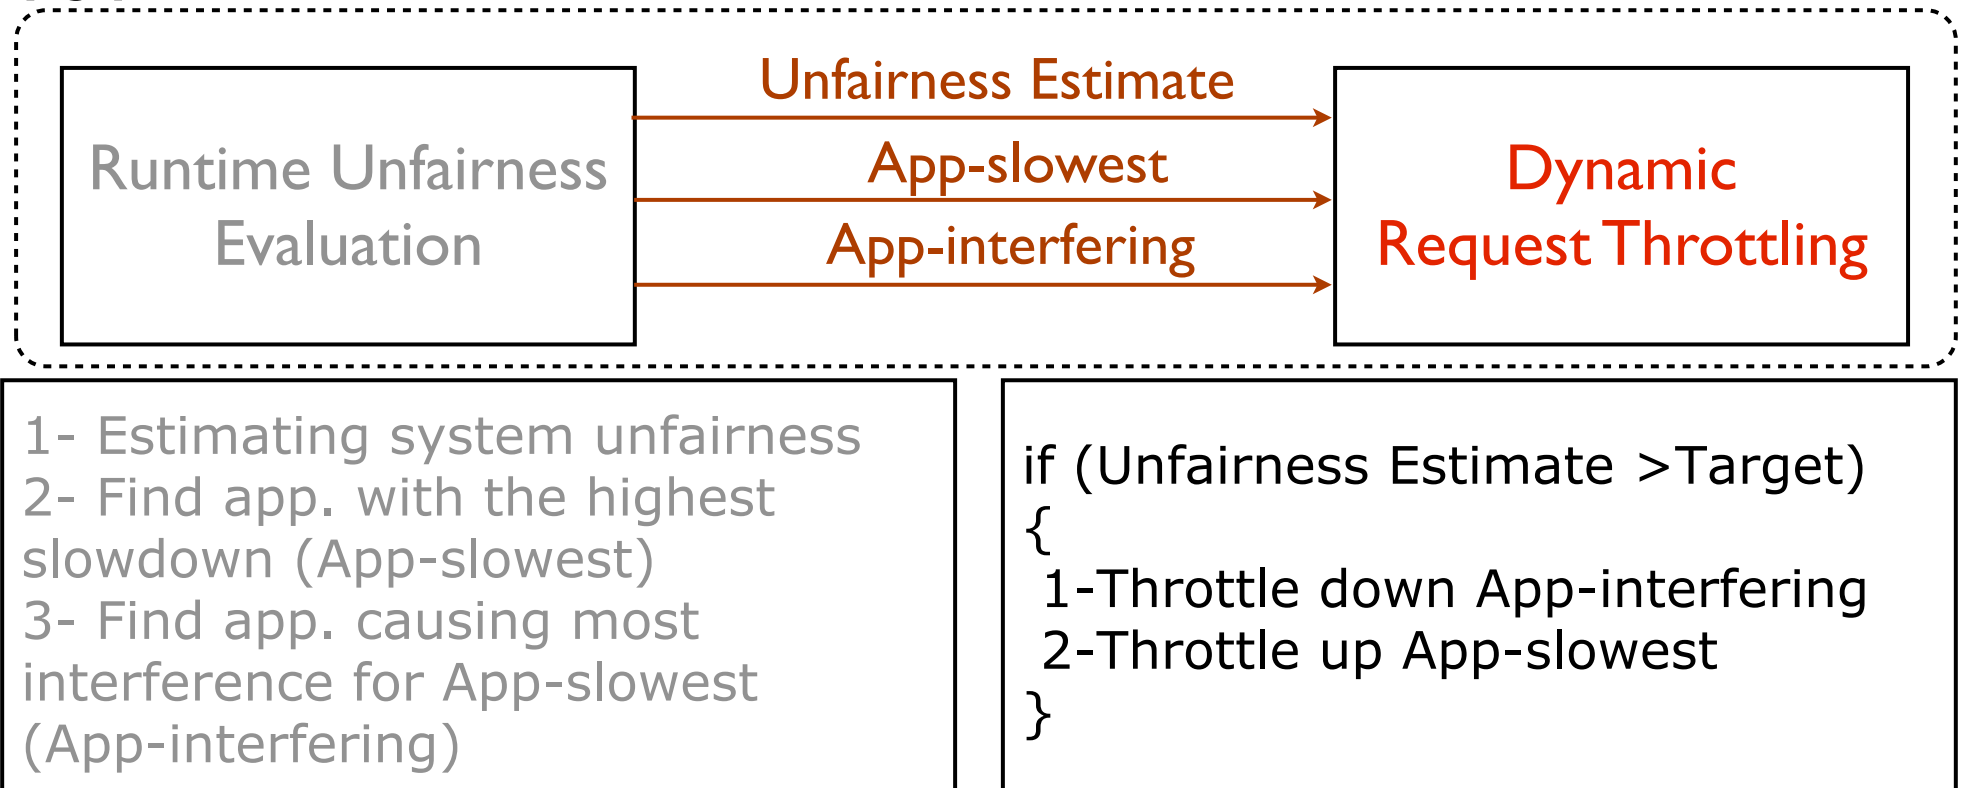 Runtime Unfairness
Evaluation
Unfairness Estimate
App-slowest
App-interfering
Dynamic
Request Throttling
1- Estimating system unfairness
2- Find app. with the highest
slowdown (App-slowest)
3- Find app. causing most
interference for App-slowest
(App-interfering)
if (Unfairness Estimate >Target)
{
1-Throttle down App-interfering
2-Throttle up App-slowest
}